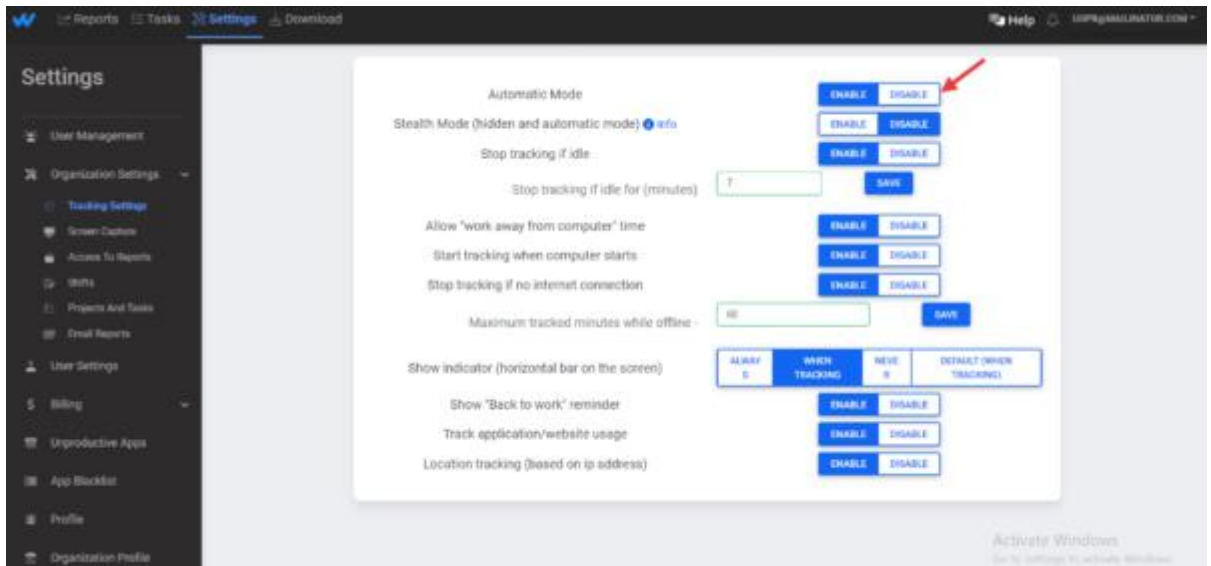 Reports Tasks Settings Download Help
Settings
User Management
Organization Settings
Tracking Settings
Screen Capture
Access To Reports
Shifts
Projects And Tasks
Email Reports
User Settings
$ Billing
Unproductive Apps
App Blacklist
Profile
Organization Profile
Automatic Mode ENABLE DISABLE
Stealth Mode (hidden and automatic mode) info ENABLE DISABLE
Stop tracking if idle ENABLE DISABLE
Stop tracking if idle for (minutes) 7 SAVE
Allow "work away from computer" time ENABLE DISABLE
Start tracking when computer starts ENABLE DISABLE
Stop tracking if no internet connection ENABLE DISABLE
Maximum tracked minutes while offline - SAVE
Show indicator (horizontal bar on the screen) ALWAYS WHEN TRACKING NEVER DEFAULT (WHEN TRACKING)
Show "Back to work" reminder ENABLE DISABLE
Track application/website usage ENABLE DISABLE
Location tracking (based on ip address) ENABLE DISABLE
Activate Windows
Go to Settings to activate Windows.